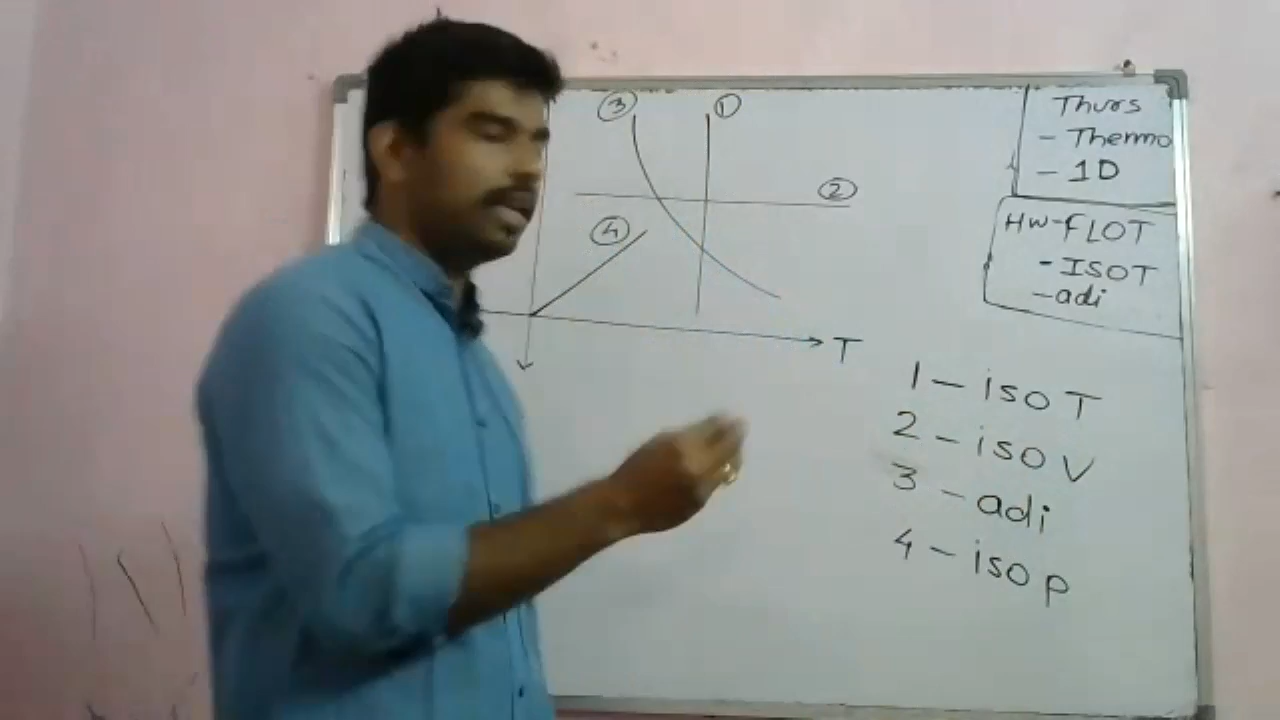 3
1
2
4
T
Thurs
- Thermo
- 1D
HW-FLOT
- ISOT
- adi
1 - iso T
2 - iso V
3 - adi
4 - iso p